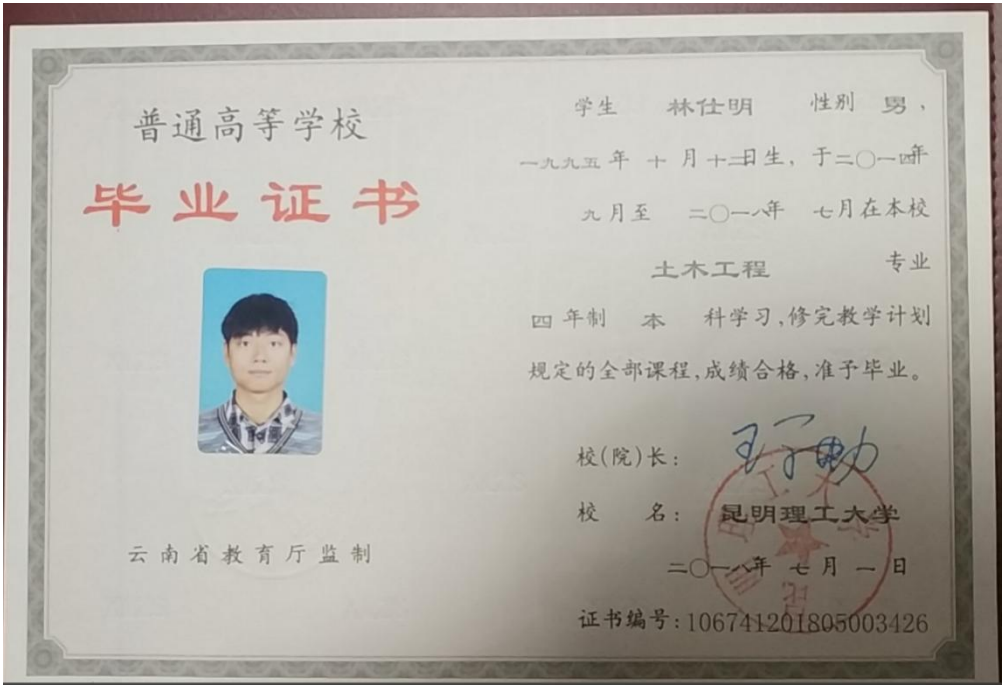 普通高等学校
毕业证书
云南省教育厅监制
学生 林仕明 性别 男，
一九九五年 十月十二日生，于二〇一四年
九月至 二〇一八年 七月在本校
土木工程 专业
四年制 本 科学习，修完教学计划
规定的全部课程，成绩合格，准予毕业。
校（院）长：
校 名： 昆明理工大学
二〇一八年 七月 一日
证书编号：106741201805003426